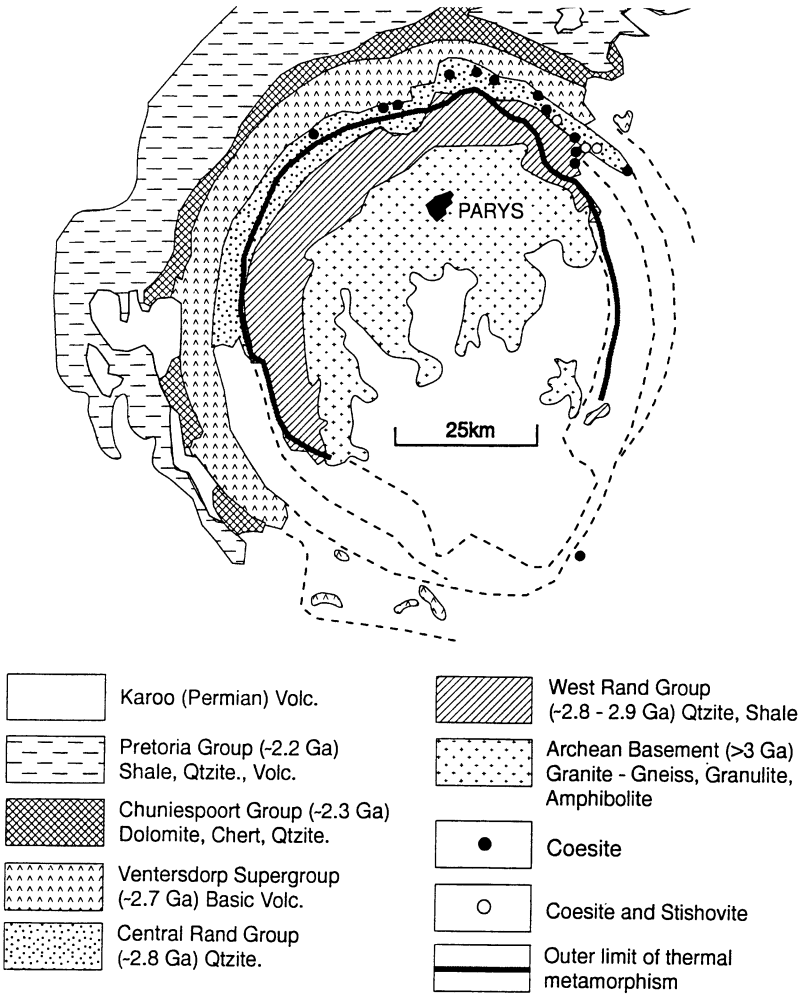 PARYS
25km
Karoo (Permian) Volc.
Pretoria Group (~2.2 Ga)
Shale, Qtzite., Volc.
Chuniespoort Group (~2.3 Ga)
Dolomite, Chert, Qtzite.
Ventersdorp Supergroup
(~2.7 Ga) Basic Volc.
Central Rand Group
(~2.8 Ga) Qtzite.
West Rand Group
(~2.8 - 2.9 Ga) Qtzite, Shale
Archean Basement (>3 Ga)
Granite - Gneiss, Granulite,
Amphibolite
Coesite
Coesite and Stishovite
Outer limit of thermal
metamorphism